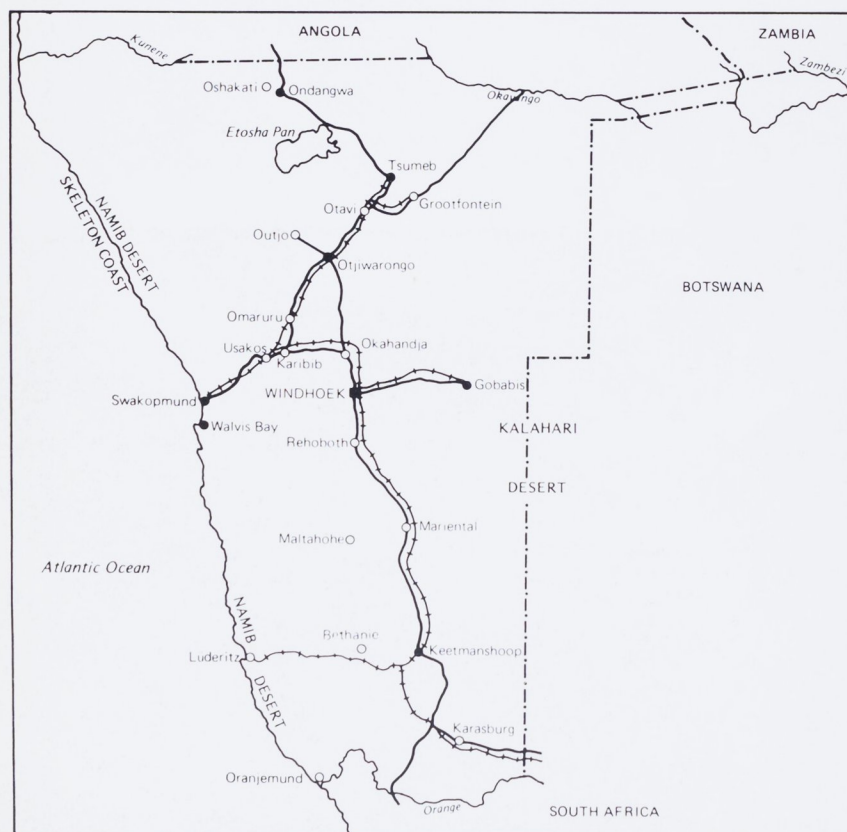 ANGOLA
ZAMBIA
Kunene
Zambezi
Oshakati
Ondangwa
Okavango
Etosha Pan
Tsumeb
Grootfontein
Otavi
NAMIB DESERT
SKELETON COAST
Outjo
Otjiwarongo
BOTSWANA
Omaruru
Usakos
Okahandja
Karibib
WINDHOEK
Gobabis
Swakopmund
Walvis Bay
KALAHARI
Rehoboth
DESERT
Mariental
Maltahohe
Atlantic Ocean
NAMIB
DESERT
Bethanie
Keetmanshoop
Luderitz
Karasburg
Oranjemund
Orange
SOUTH AFRICA